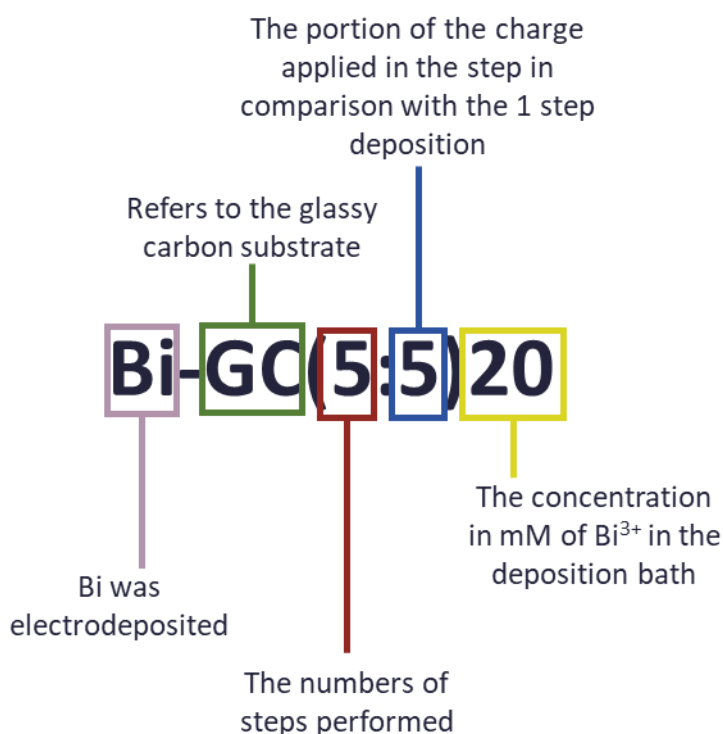 The portion of the charge
applied in the step in
comparison with the 1 step
deposition
Refers to the glassy
carbon substrate
Bi-GC(5:5)20
The concentration
in mM of Bi³⁺ in the
deposition bath
Bi was
electrodeposited
The numbers of
steps performed